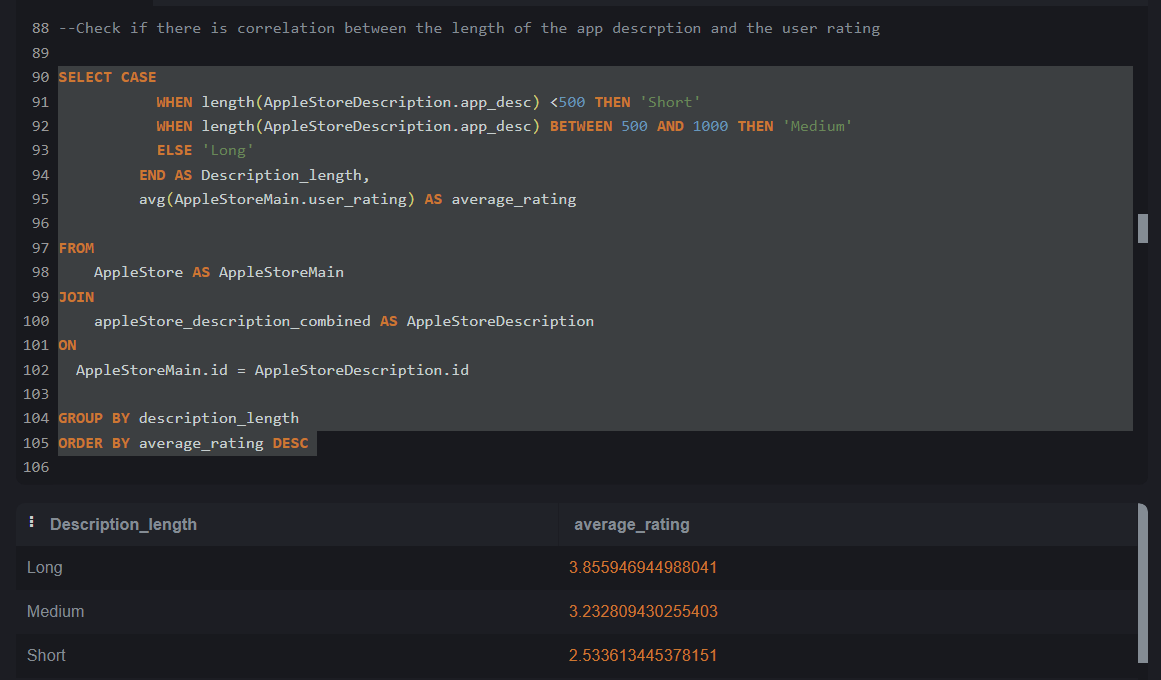 88 --Check if there is correlation between the length of the app descrption and the user rating
89
90 SELECT CASE
91 WHEN length(AppleStoreDescription.app_desc) <500 THEN 'Short'
92 WHEN length(AppleStoreDescription.app_desc) BETWEEN 500 AND 1000 THEN 'Medium'
93 ELSE 'Long'
94 END AS Description_length,
95 avg(AppleStoreMain.user_rating) AS average_rating
96
97 FROM
98 AppleStore AS AppleStoreMain
99 JOIN
100 appleStore_description_combined AS AppleStoreDescription
101 ON
102 AppleStoreMain.id = AppleStoreDescription.id
103
104 GROUP BY description_length
105 ORDER BY average_rating DESC
106
Description_length average_rating
Long 3.855946944988041
Medium 3.232809430255403
Short 2.533613445378151